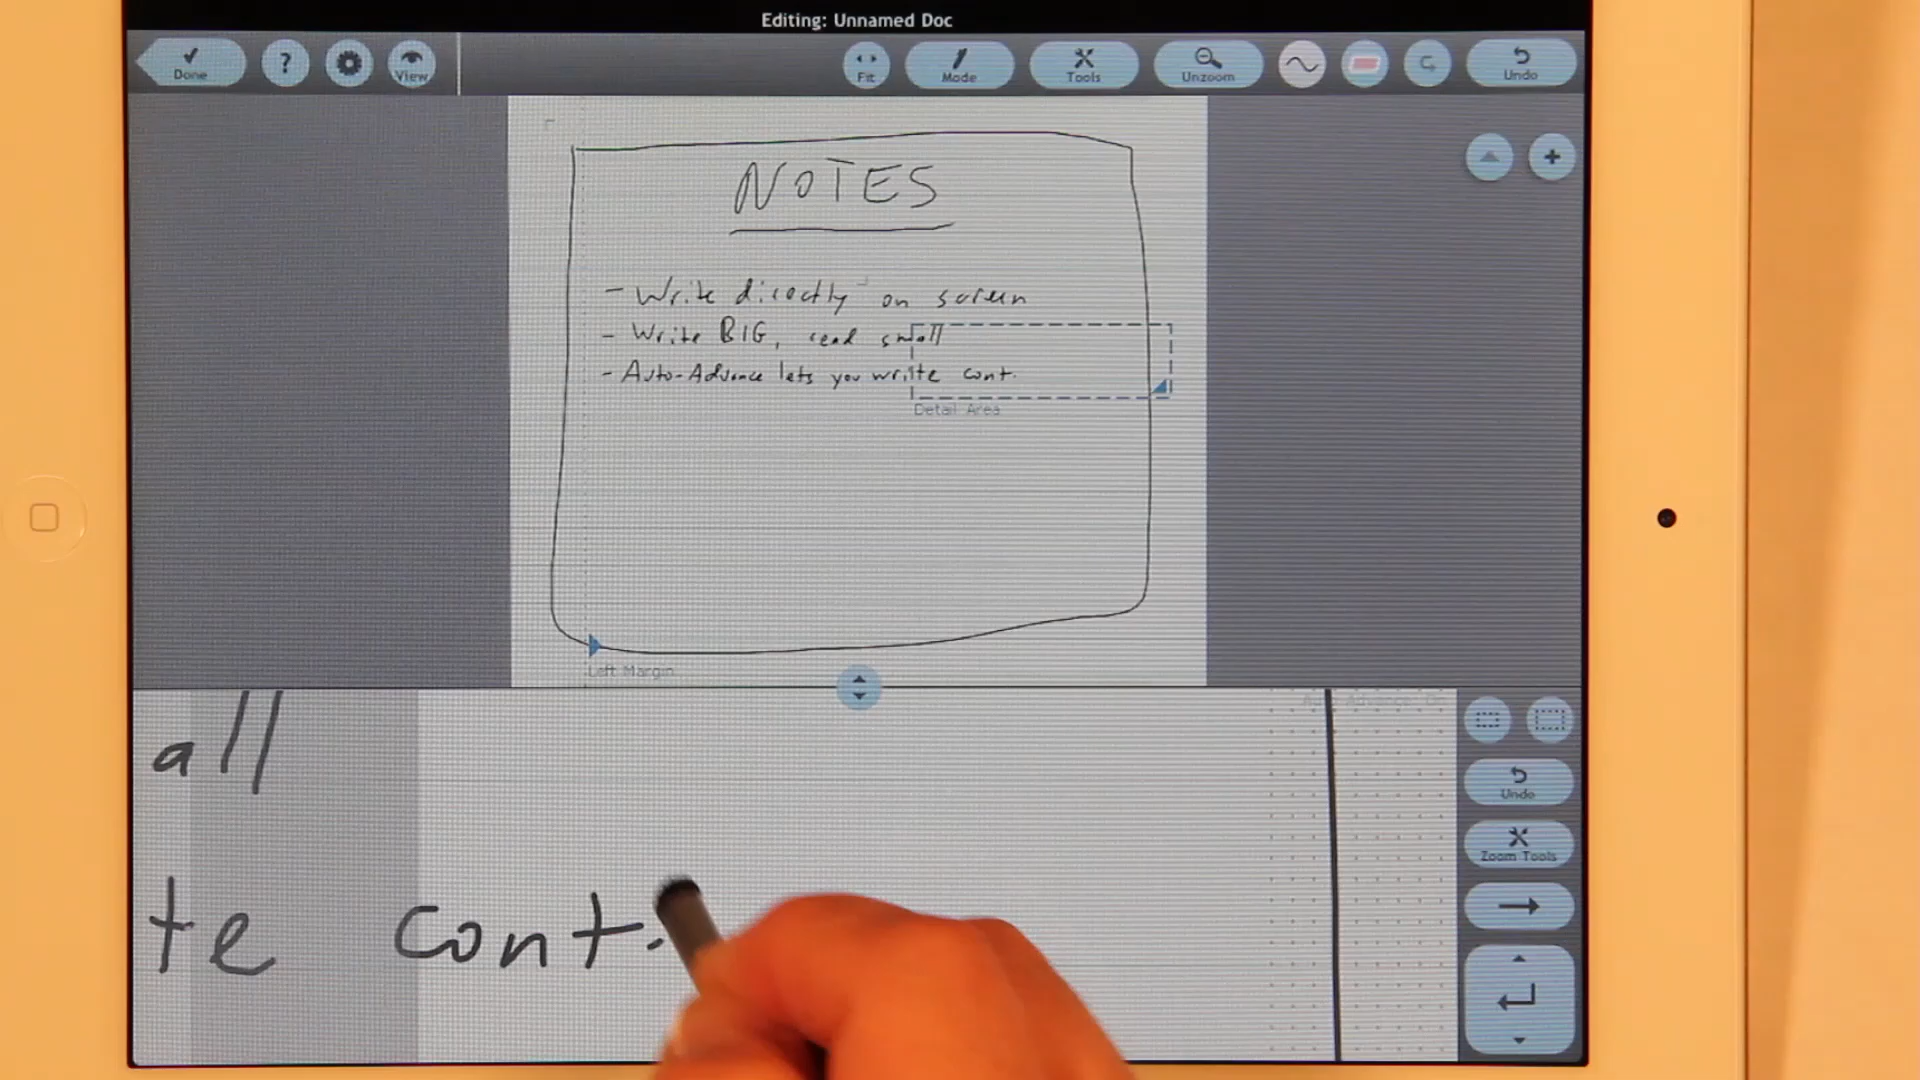 Editing: Unnamed Doc
Done
?
View
Fit
Mode
Tools
Unzoom
Undo
NOTES
- Write directly on screen
- Write BIG, read small
- Auto-Advance lets you write cont.
Detail Area
Left Margin
all
te cont.
Undo
Zoom Tools